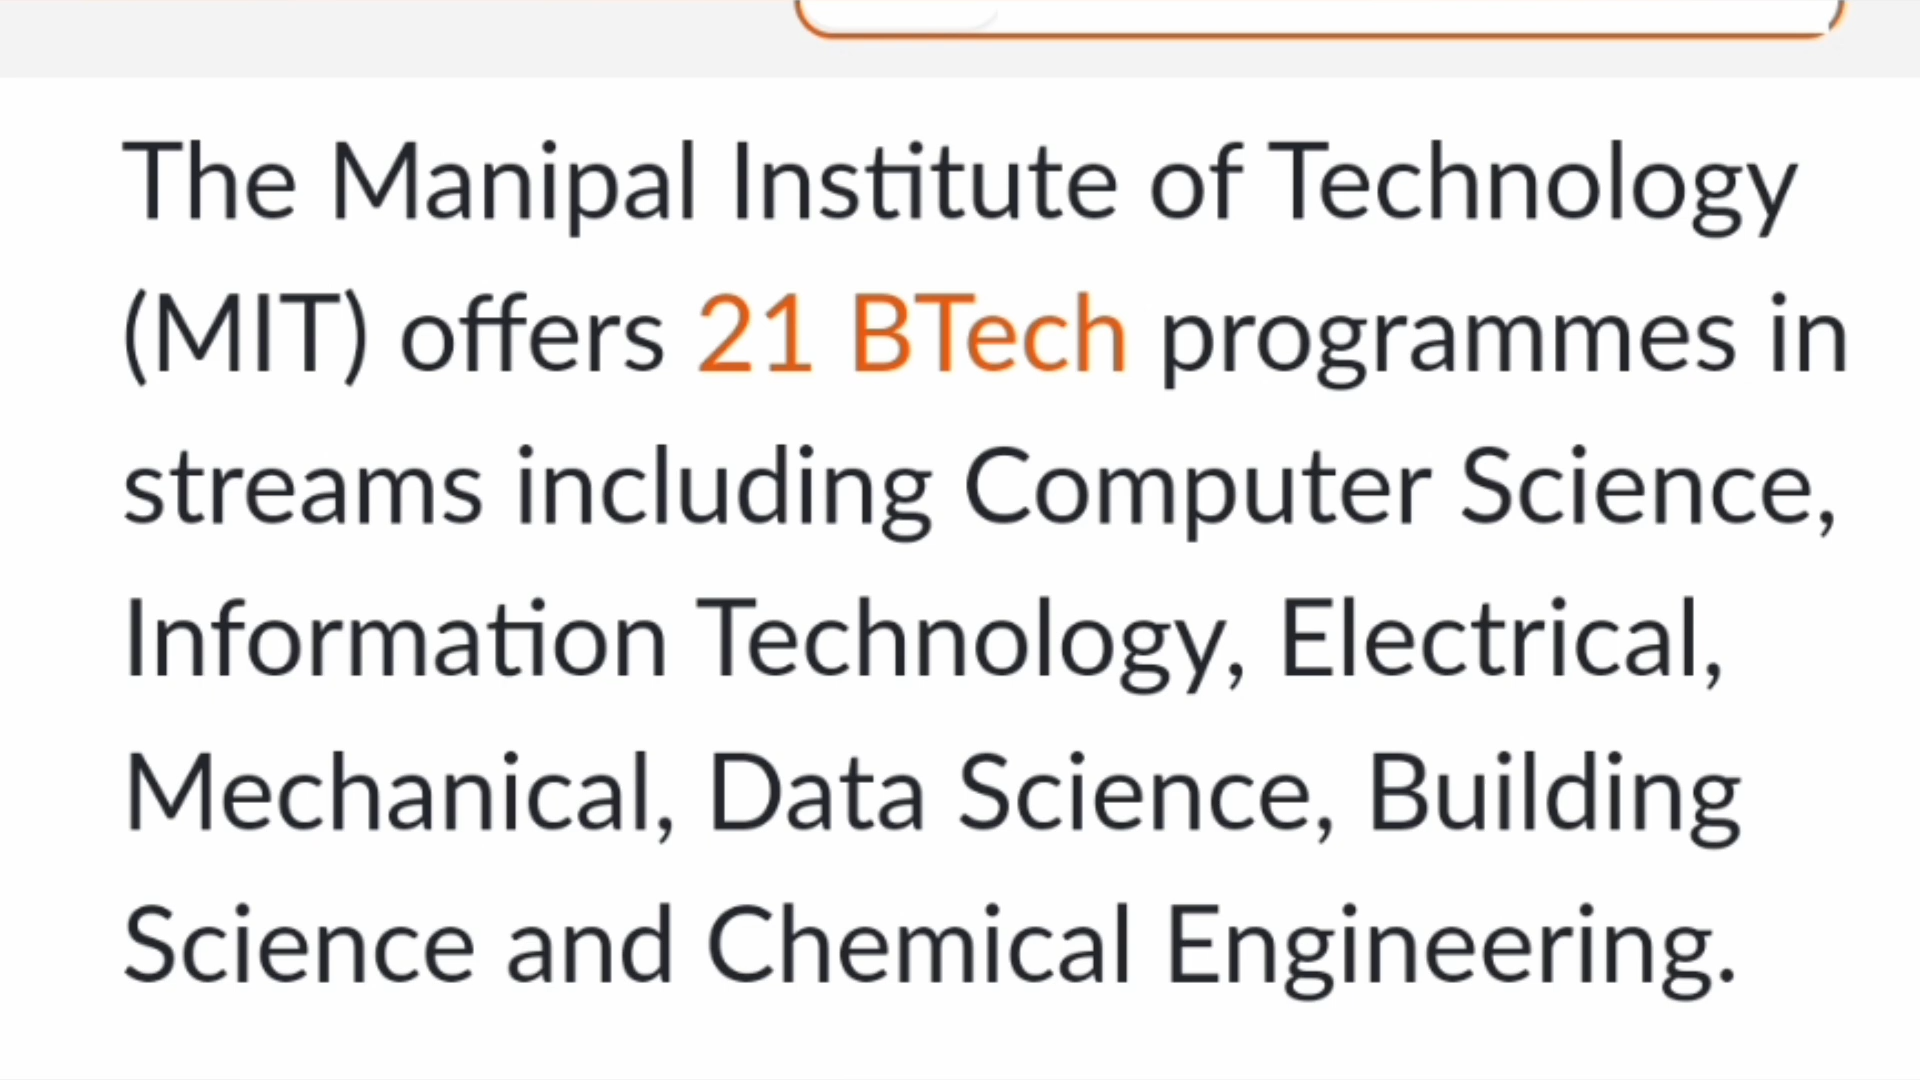 The Manipal Institute of Technology
(MIT) offers 21 BTech programmes in
streams including Computer Science,
Information Technology, Electrical,
Mechanical, Data Science, Building
Science and Chemical Engineering.